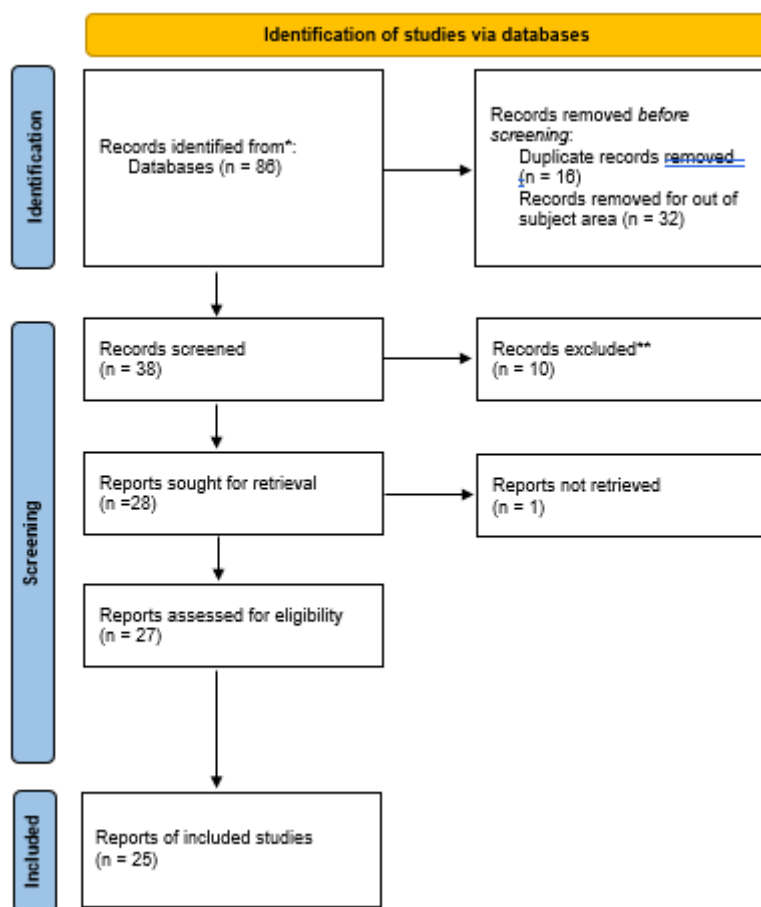 Identification of studies via databases
Identification
Records identified from*:
Databases (n = 86)
Records removed before
screening:
Duplicate records removed
(n = 16)
Records removed for out of
subject area (n = 32)
Screening
Records screened
(n = 38)
Records excluded**
(n = 10)
Reports sought for retrieval
(n =28)
Reports not retrieved
(n = 1)
Reports assessed for eligibility
(n = 27)
Included
Reports of included studies
(n = 25)